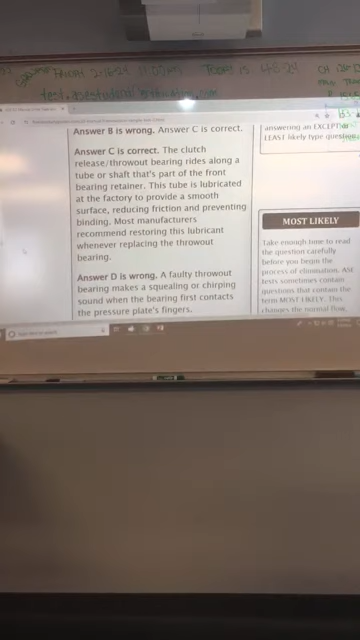 Answer B is wrong. Answer C is correct.
Answer C is correct. The clutch
release/throwout bearing rides along a
tube or shaft that's part of the front
bearing retainer. This tube is lubricated
at the factory to provide a smooth
surface, reducing friction and preventing
binding. Most manufacturers
recommend restoring this lubricant
whenever replacing the throwout
bearing.
Answer D is wrong. A faulty throwout
bearing makes a squealing or chirping
sound when the bearing first contacts
the pressure plate's fingers.
answering an EXCEPT or
LEAST likely type question.
MOST LIKELY
Take enough time to read
the question carefully
before you begin the
process of elimination. ASE
tests sometimes contain
questions that contain the
term MOST LIKELY. This
changes the normal flow